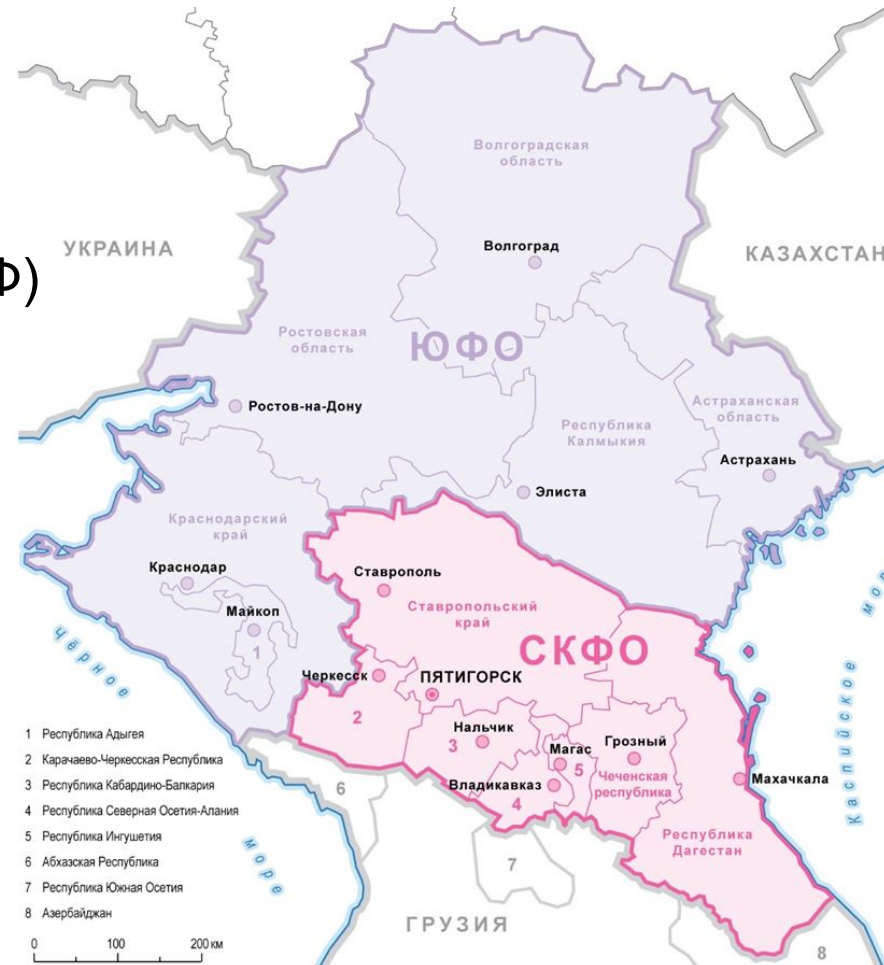 Ф)
УКРАИНА
КАЗАХСТАН
Волгоградская
область
Волгоград
Ростовская
область
ЮФО
Ростов-на-Дону
Республика
Калмыкия
Астраханская
область
Астрахань
Элиста
Краснодарский
край
Краснодар
Майкоп
1
Ставрополь
Ставропольский
край
СКФО
Черкесск
ПЯТИГОРСК
2
Нальчик
3
Магас
5
Грозный
Чеченская
республика
Владикавказ
4
Махачкала
Республика
Дагестан
Чёрное
море
Каспийское
мор
6
7
8
ГРУЗИЯ
1 Республика Адыгея
2 Карачаево-Черкесская Республика
3 Республика Кабардино-Балкария
4 Республика Северная Осетия-Алания
5 Республика Ингушетия
6 Абхазская Республика
7 Республика Южная Осетия
8 Азербайджан
0 100 200 км